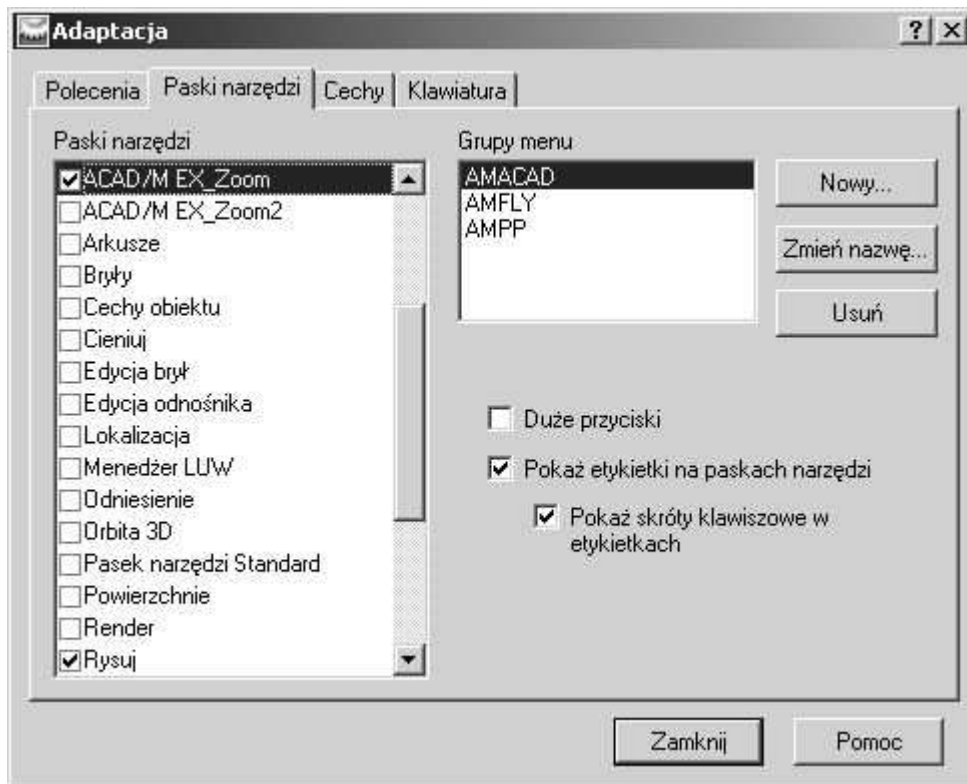 Adaptacja
Polecenia Paski narzędzi Cechy Klawiatura
Paski narzędzi
ACAD/M EX_Zoom
ACAD/M EX_Zoom2
Arkusze
Bryły
Cechy obiektu
Cieniuj
Edycja brył
Edycja odnośnika
Lokalizacja
Menedżer LUW
Odniesienie
Orbita 3D
Pasek narzędzi Standard
Powierzchnie
Render
Rysuj
Grupy menu
AMACAD
AMFLY
AMPP
Nowy...
Zmień nazwę...
Usuń
Duże przyciski
Pokaż etykietki na paskach narzędzi
Pokaż skróty klawiszowe w
etykietkach
Zamknij Pomoc